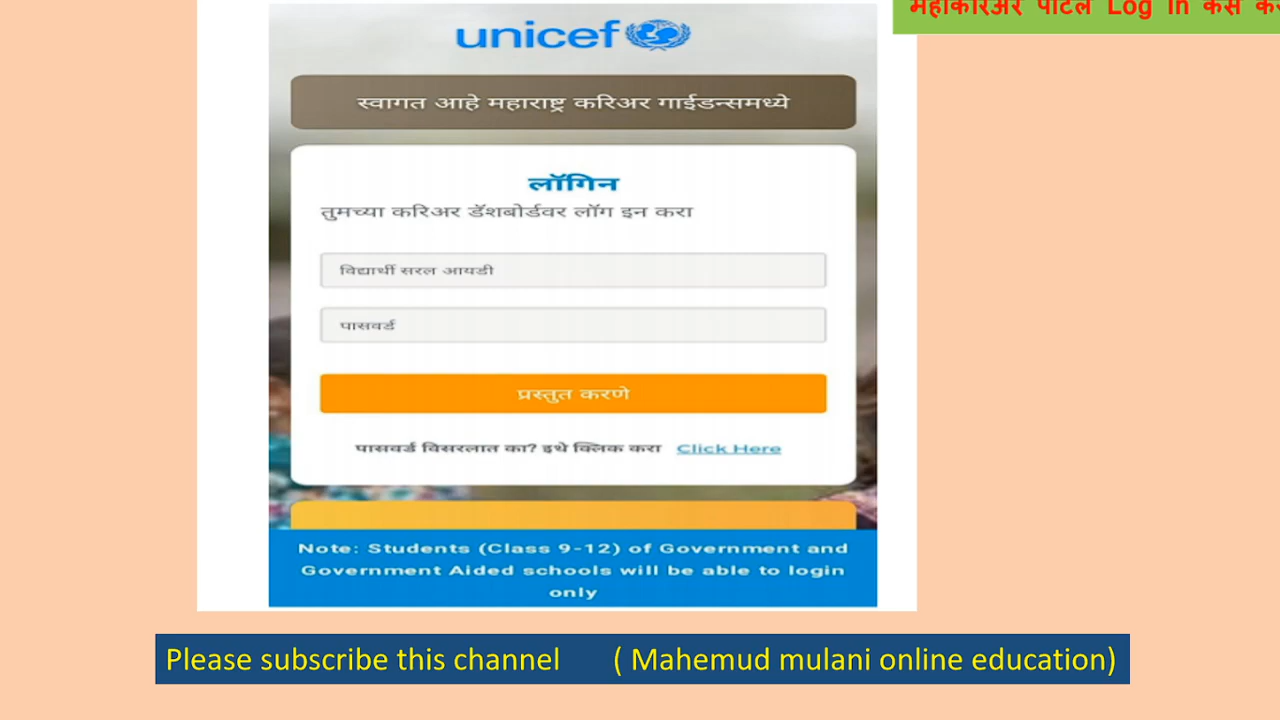 महाकरिअर पोर्टल Log In कसे
unicef
स्वागत आहे महाराष्ट्र करिअर गाईडन्समध्ये
लॉगिन
तुमच्या करिअर डॅशबोर्डवर लॉग इन करा
विद्यार्थी सरल आयडी
पासवर्ड
प्रस्तुत करणे
पासवर्ड विसरलात का? इथे क्लिक करा Click Here
Note: Students (Class 9-12) of Government and
Government Aided schools will be able to login
only
Please subscribe this channel ( Mahemud mulani online education)